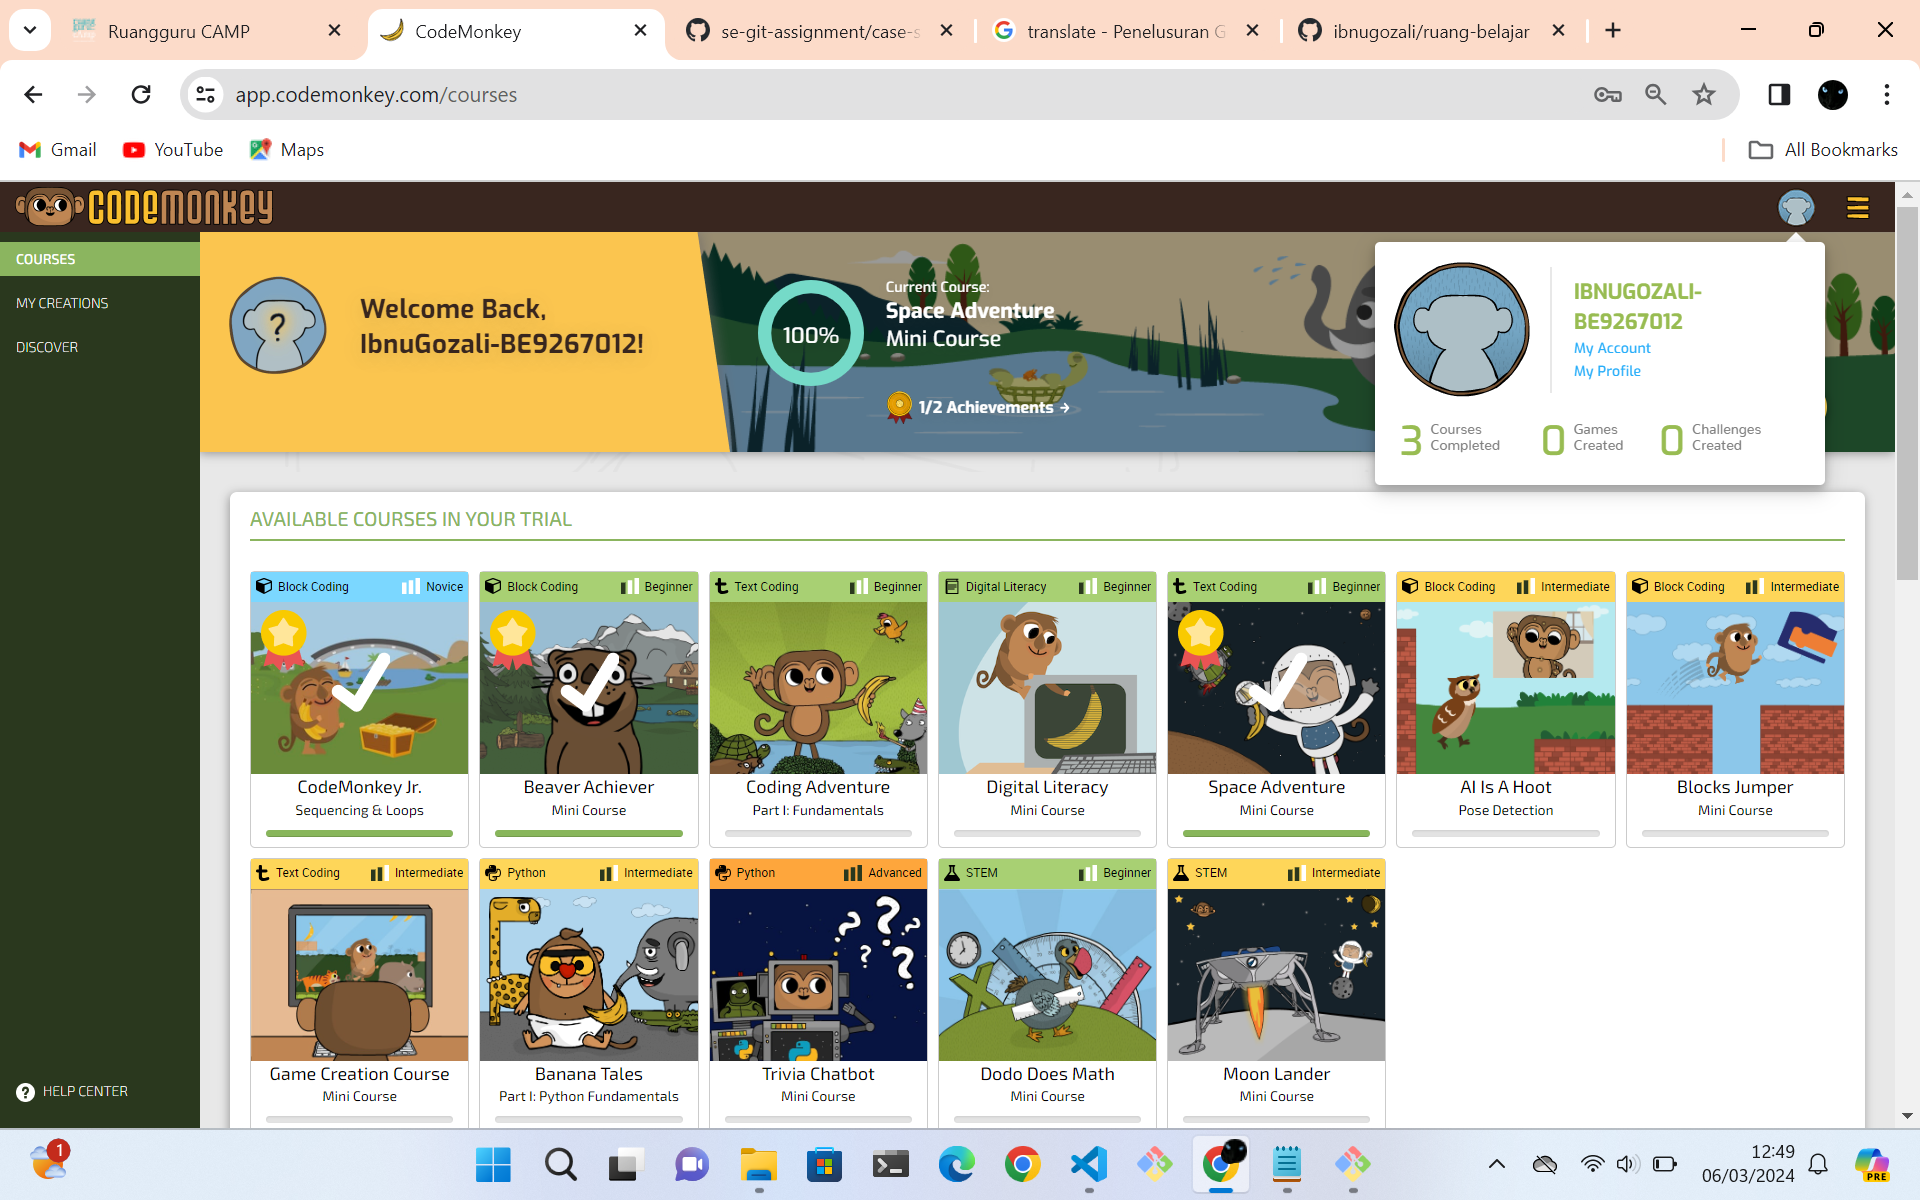 Ruangguru CAMP
CodeMonkey
se-git-assignment/case-s
translate - Penelusuran G
ibnugozali/ruang-belajar
app.codemonkey.com/courses
Gmail
YouTube
Maps
All Bookmarks
CODEMONKEY
COURSES
MY CREATIONS
DISCOVER
HELP CENTER
?
Welcome Back,
IbnuGozali-BE9267012!
100%
Current Course:
Space Adventure
Mini Course
1/2 Achievements →
IBNUGOZALI-
BE9267012
My Account
My Profile
3 Courses Completed
0 Games Created
0 Challenges Created
AVAILABLE COURSES IN YOUR TRIAL
Block Coding Novice
CodeMonkey Jr.
Sequencing & Loops
Block Coding Beginner
Beaver Achiever
Mini Course
Text Coding Beginner
Coding Adventure
Part I: Fundamentals
Digital Literacy Beginner
Digital Literacy
Mini Course
Text Coding Beginner
Space Adventure
Mini Course
Block Coding Intermediate
AI Is A Hoot
Pose Detection
Block Coding Intermediate
Blocks Jumper
Mini Course
Text Coding Intermediate
Game Creation Course
Mini Course
Python Intermediate
Banana Tales
Part I: Python Fundamentals
Python Advanced
? ? ? ? ?
Trivia Chatbot
Mini Course
STEM Beginner
Dodo Does Math
Mini Course
STEM Intermediate
Moon Lander
Mini Course
1
12:49
06/03/2024
PRE